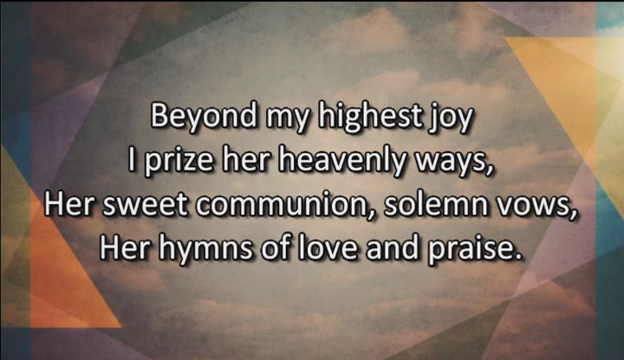 Beyond my highest joy
I prize her heavenly ways,
Her sweet communion, solemn vows,
Her hymns of love and praise.